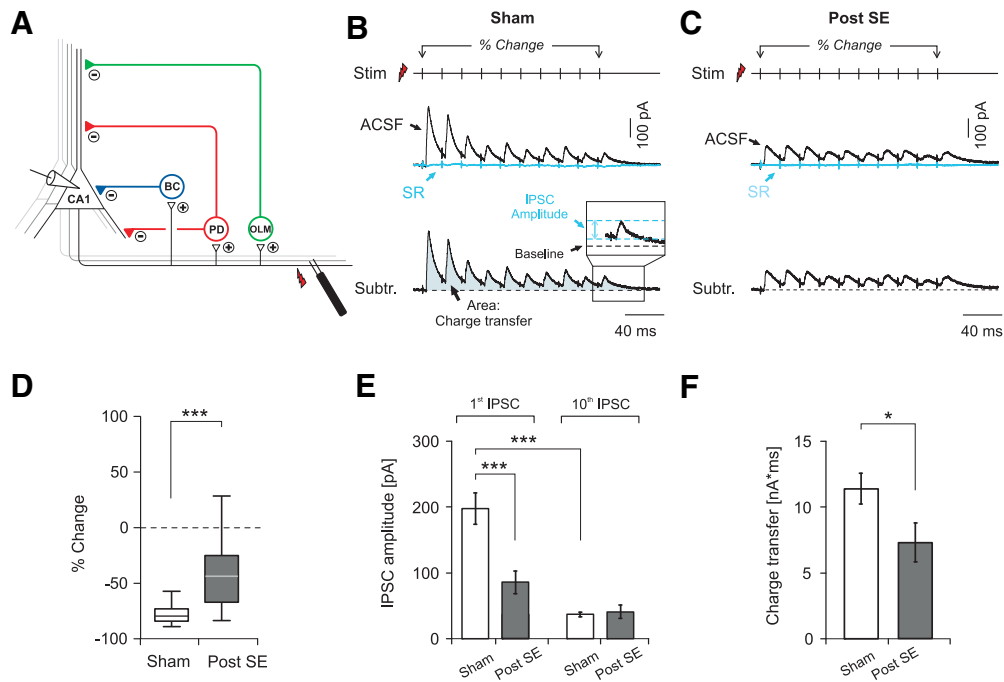 A
CA1
BC
PD
OLM
B
Sham
% Change
Stim
ACSF
SR
100 pA
IPSC
Amplitude
Baseline
Subtr.
Area:
Charge transfer
40 ms
C
Post SE
% Change
Stim
ACSF
SR
100 pA
Subtr.
40 ms
D
***
% Change
100
50
0
-50
-100
Sham
Post SE
E
1st IPSC
10th IPSC
***
***
IPSC amplitude [pA]
300
200
100
0
Sham
Post SE
Sham
Post SE
F
*
Charge transfer [nA*ms]
15
10
5
0
Sham
Post SE